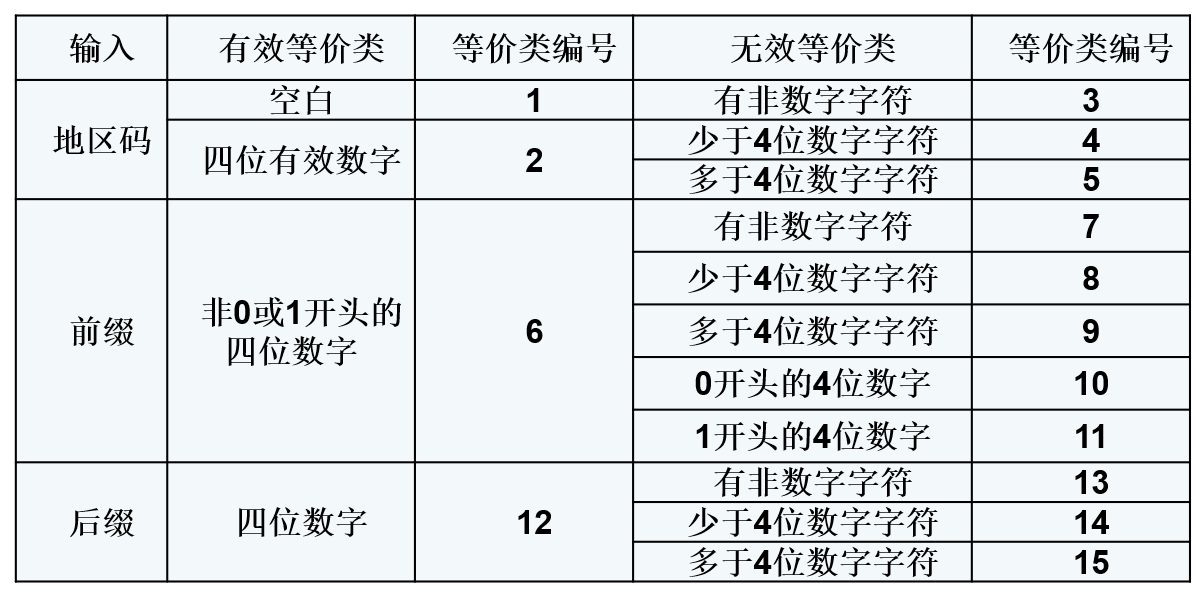 输入 有效等价类 等价类编号 无效等价类 等价类编号
地区码 空白 1 有非数字字符 3
四位有效数字 2 少于4位数字字符 4
多于4位数字字符 5
前缀 非0或1开头的四位数字 6 有非数字字符 7
少于4位数字字符 8
多于4位数字字符 9
0开头的4位数字 10
1开头的4位数字 11
后缀 四位数字 12 有非数字字符 13
少于4位数字字符 14
多于4位数字字符 15